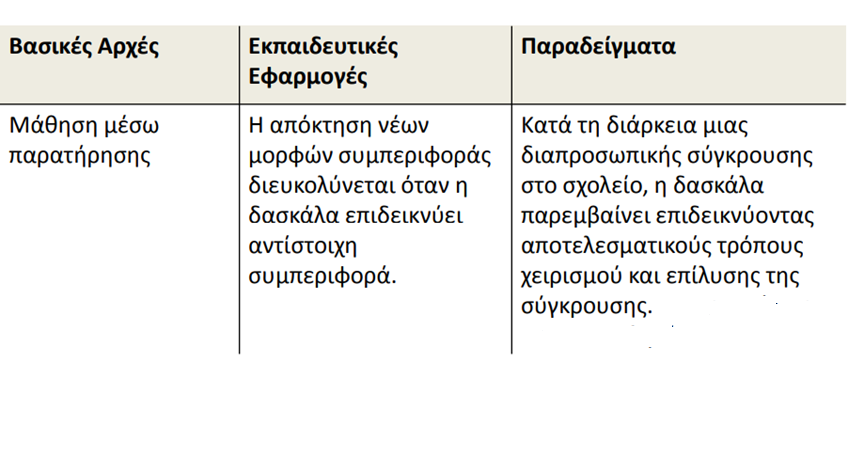 Βασικές Αρχές
Εκπαιδευτικές
Εφαρμογές
Παραδείγματα
Μάθηση μέσω
παρατήρησης
Η απόκτηση νέων
μορφών συμπεριφοράς
διευκολύνεται όταν η
δασκάλα επιδεικνύει
αντίστοιχη
συμπεριφορά.
Κατά τη διάρκεια μιας
διαπροσωπικής σύγκρουσης
στο σχολείο, η δασκάλα
παρεμβαίνει επιδεικνύοντας
αποτελεσματικούς τρόπους
χειρισμού και επίλυσης της
σύγκρουσης.